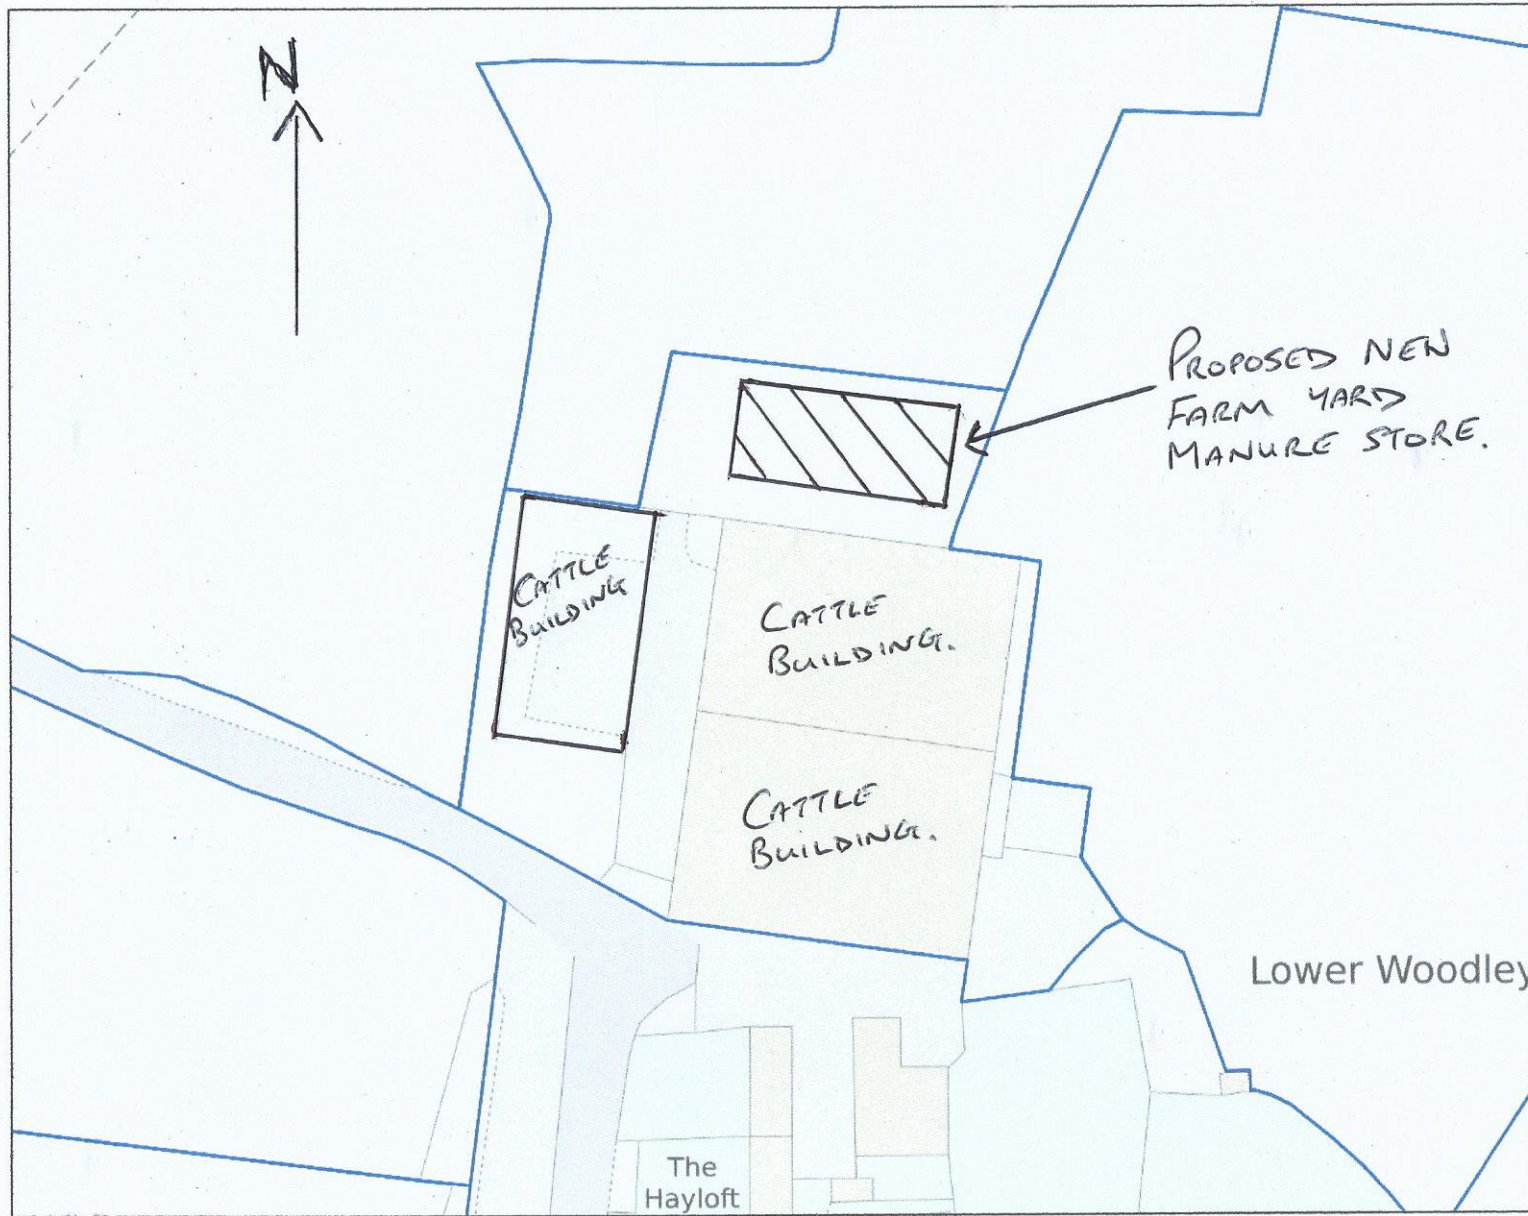 N
PROPOSED NEW
FARM YARD
MANURE STORE.
CATTLE
BUILDING
CATTLE
BUILDING.
CATTLE
BUILDING.
Lower Woodley
The
Hayloft